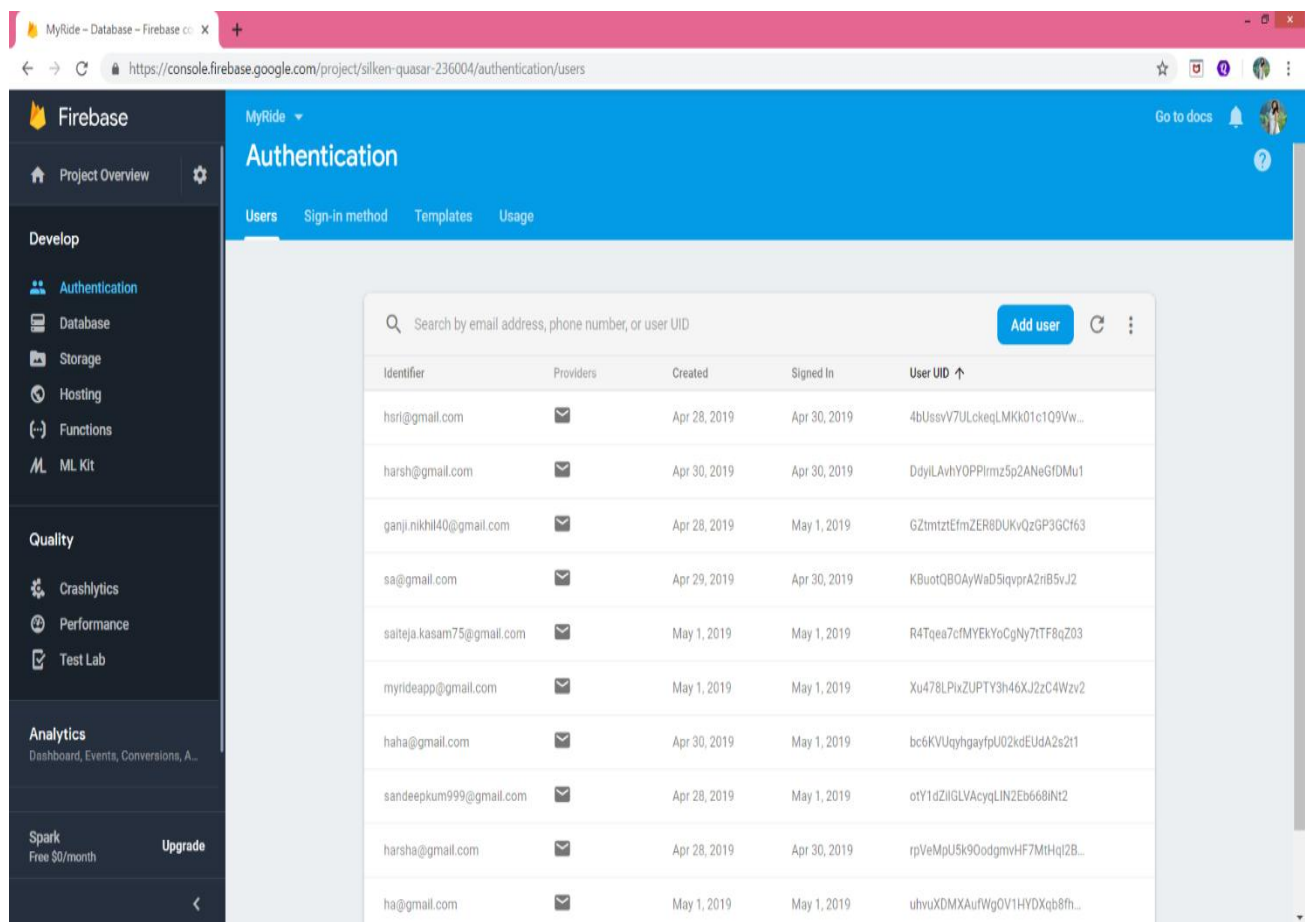 MyRide – Database – Firebase co
https://console.firebase.google.com/project/silken-quasar-236004/authentication/users
Firebase
Project Overview
Develop
Authentication
Database
Storage
Hosting
Functions
ML Kit
Quality
Crashlytics
Performance
Test Lab
Analytics
Dashboard, Events, Conversions, A...
Spark
Free $0/month
Upgrade
MyRide
Go to docs
Authentication
Users Sign-in method Templates Usage
Search by email address, phone number, or user UID
Add user
Identifier Providers Created Signed In User UID
hsri@gmail.com Apr 28, 2019 Apr 30, 2019 4bUssvV7ULckeqLMKk01c1Q9Vw...
harsh@gmail.com Apr 30, 2019 Apr 30, 2019 DdyiLAvhYOPPIrmz5p2ANeGfDMu1
ganji.nikhil40@gmail.com Apr 28, 2019 May 1, 2019 GZtmtztEfmZER8DUKvQzGP3GCf63
sa@gmail.com Apr 29, 2019 Apr 30, 2019 KBuotQBOAyWaD5iqvprA2riB5vJ2
saiteja.kasam75@gmail.com May 1, 2019 May 1, 2019 R4Tqea7cfMYEkYoCgNy7tTF8qZ03
myrideapp@gmail.com May 1, 2019 May 1, 2019 Xu478LPixZUPTY3h46XJ2zC4Wzv2
haha@gmail.com Apr 30, 2019 May 1, 2019 bc6KVUqyhgayfpU02kdEUdA2s2t1
sandeepkum999@gmail.com Apr 28, 2019 May 1, 2019 otY1dZilGLVAcyqLIN2Eb668iNt2
harsha@gmail.com Apr 28, 2019 Apr 30, 2019 rpVeMpU5k9OodgmvHF7MtHqI2B...
ha@gmail.com May 1, 2019 May 1, 2019 uhvuXDMXAufWgOV1HYDXqb8fh...